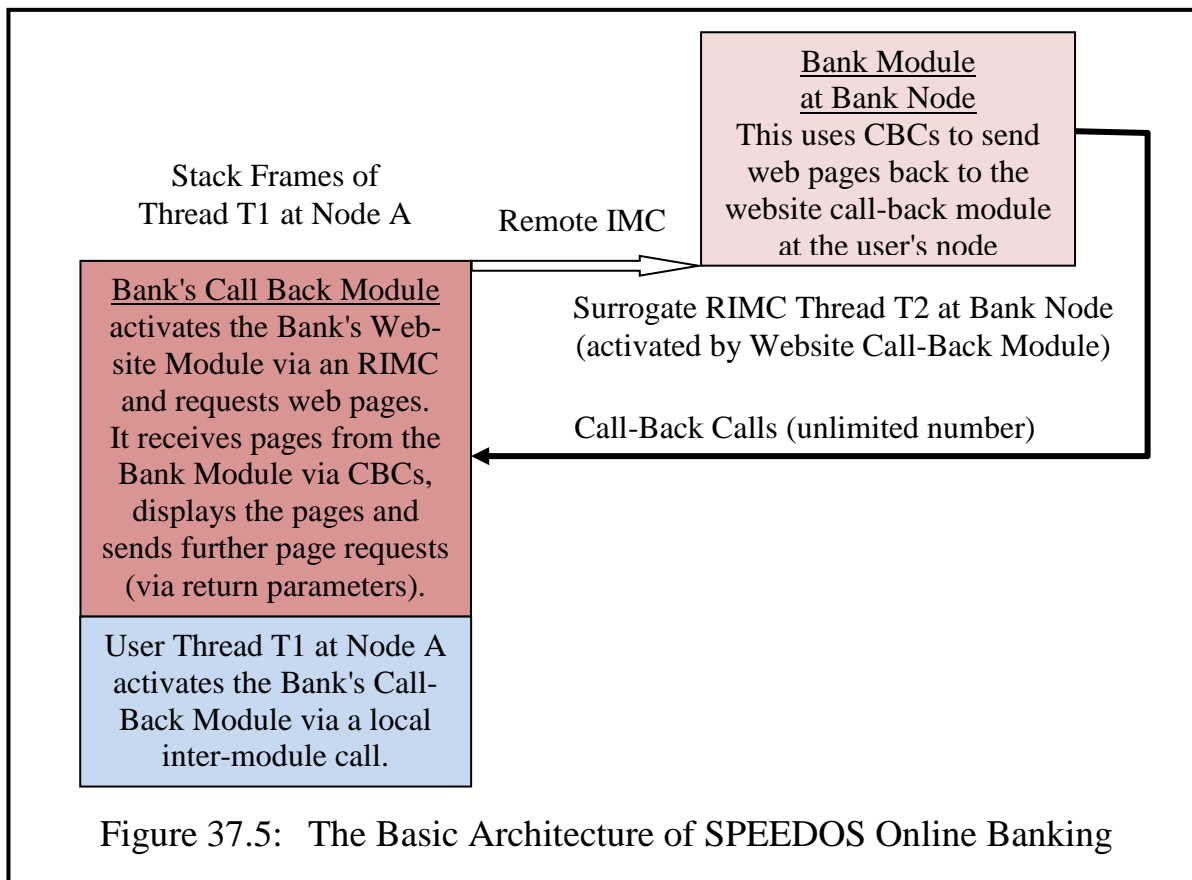 Bank Module
at Bank Node
This uses CBCs to send
web pages back to the
website call-back module
at the user's node
Stack Frames of
Thread T1 at Node A
Remote IMC
Bank's Call Back Module
activates the Bank's Web-
site Module via an RIMC
and requests web pages.
It receives pages from the
Bank Module via CBCs,
displays the pages and
sends further page requests
(via return parameters).
Surrogate RIMC Thread T2 at Bank Node
(activated by Website Call-Back Module)
Call-Back Calls (unlimited number)
User Thread T1 at Node A
activates the Bank's Call-
Back Module via a local
inter-module call.
Figure 37.5: The Basic Architecture of SPEEDOS Online Banking